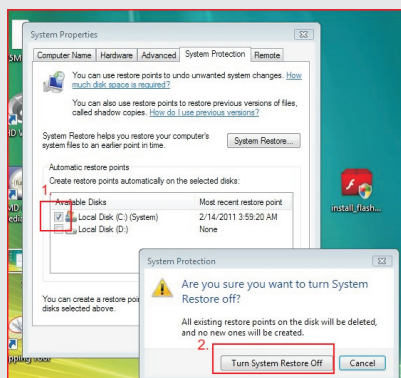 System Properties
Computer Name Hardware Advanced System Protection Remote
You can use restore points to undo unwanted system changes. How
much disk space is required?
You can also use restore points to restore previous versions of files,
called shadow copies. How do I use previous versions?
System Restore helps you restore your computer's
system files to an earlier point in time.
System Restore...
Automatic restore points
Create restore points automatically on the selected disks:
1.
Available Disks Most recent restore point
Local Disk (C:) (System) 2/14/2011 3:59:20 AM
Local Disk (D:) None
install_flash...
You can create a restore
disks selected above.
System Protection
Are you sure you want to turn System
Restore off?
All existing restore points on the disk will be deleted,
and no new ones will be created.
2.
Turn System Restore Off Cancel